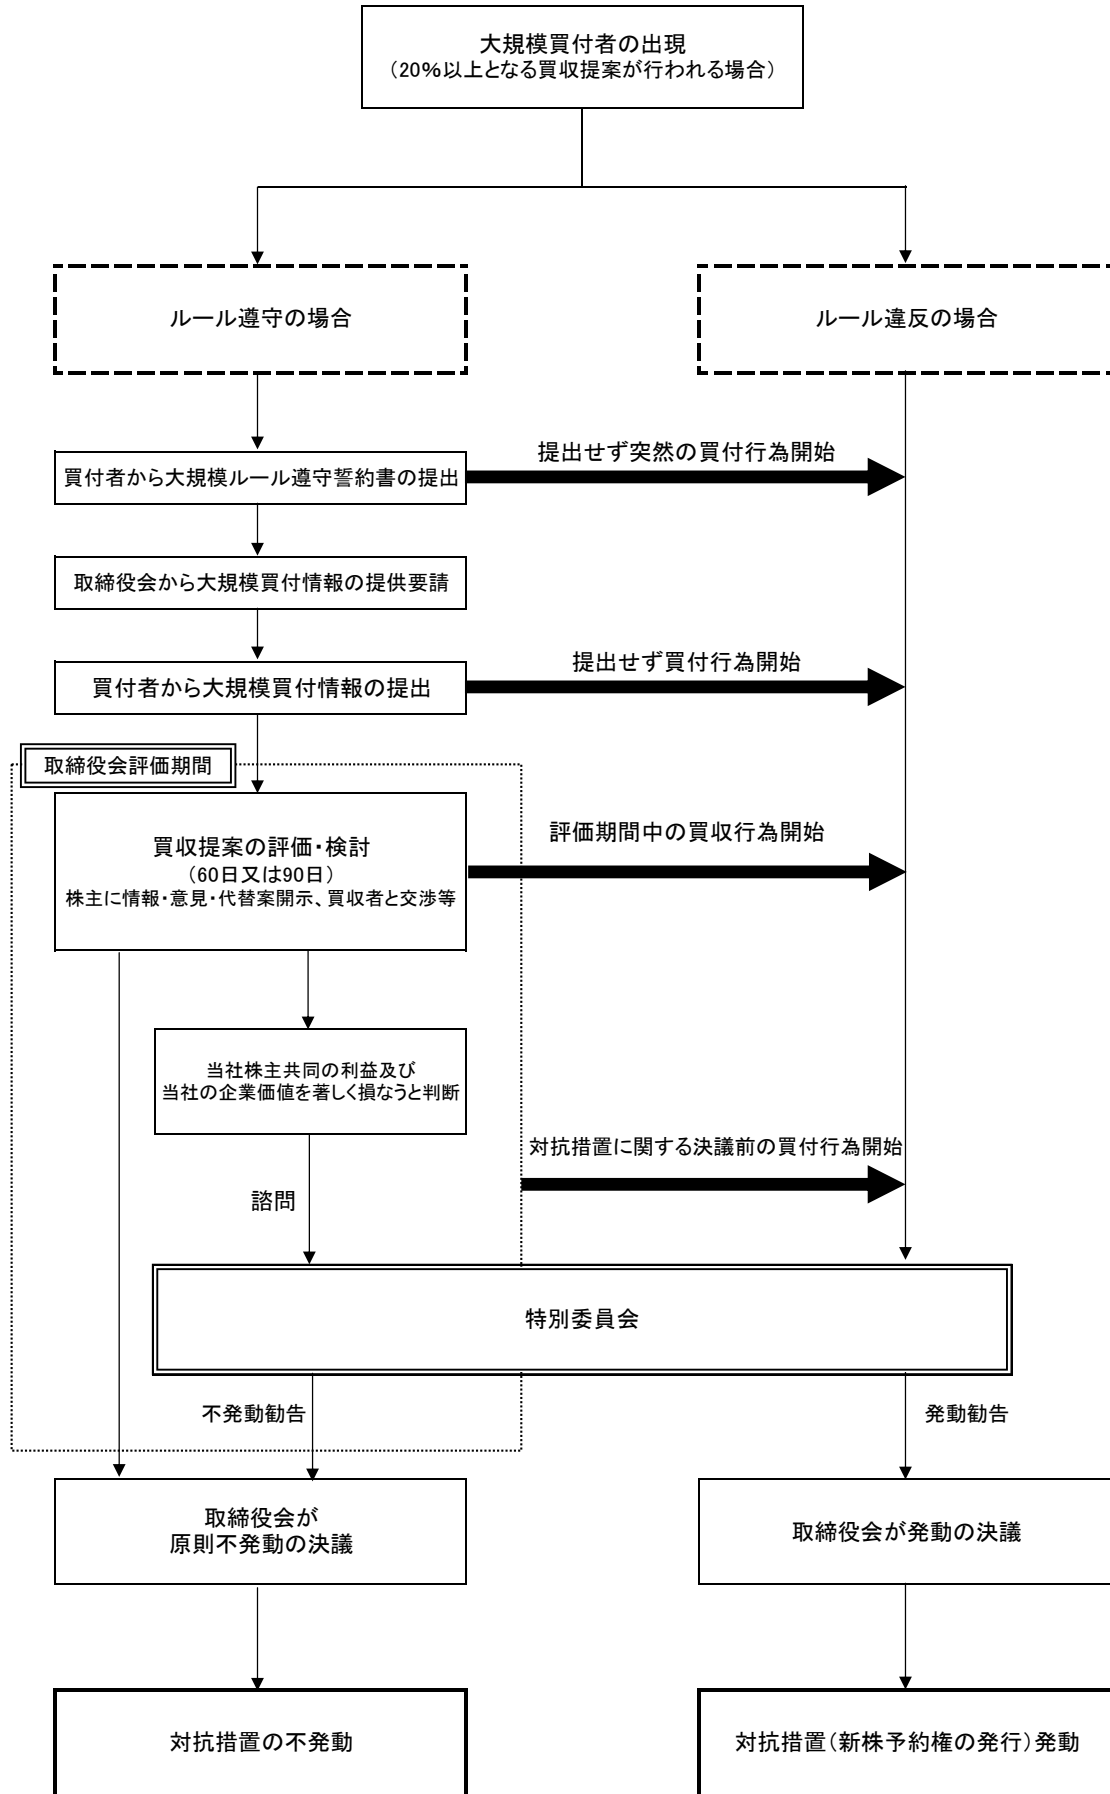 大規模買付者の出現
（20％以上となる買収提案が行われる場合）
ルール遵守の場合
ルール違反の場合
提出せず突然の買付行為開始
買付者から大規模ルール遵守誓約書の提出
取締役会から大規模買付情報の提供要請
提出せず買付行為開始
買付者から大規模買付情報の提出
取締役会評価期間
評価期間中の買収行為開始
買収提案の評価・検討
（60日又は90日）
株主に情報・意見・代替案開示、買収者と交渉等
当社株主共同の利益及び
当社の企業価値を著しく損なうと判断
対抗措置に関する決議前の買付行為開始
諮問
特別委員会
不発動勧告
発動勧告
取締役会が
原則不発動の決議
取締役会が発動の決議
対抗措置の不発動
対抗措置（新株予約権の発行）発動